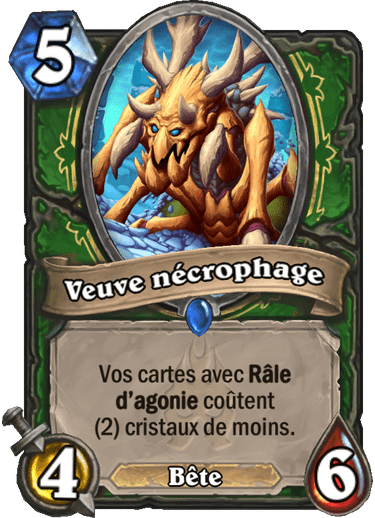 5
Veuve nécrophage
Vos cartes avec Râle
d'agonie coûtent
(2) cristaux de moins.
4
Bête
6